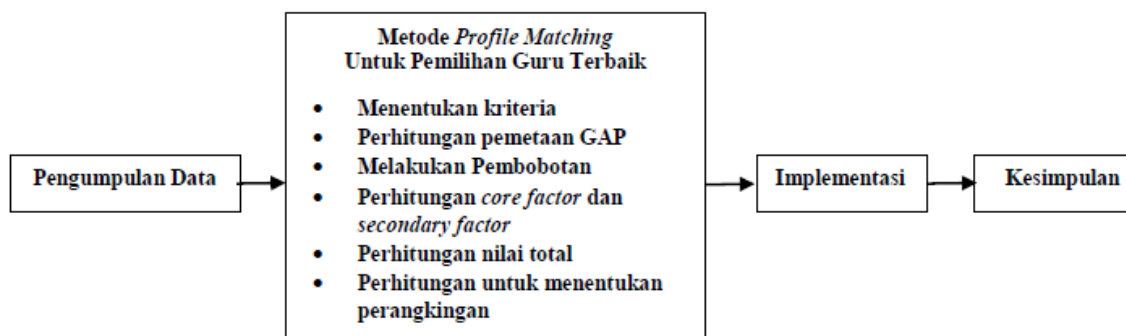 Metode Profile Matching
Untuk Pemilihan Guru Terbaik
• Menentukan kriteria
• Perhitungan pemetaan GAP
• Melakukan Pembobotan
• Perhitungan core factor dan
secondary factor
• Perhitungan nilai total
• Perhitungan untuk menentukan
perangkingan
Pengumpulan Data
Implementasi
Kesimpulan